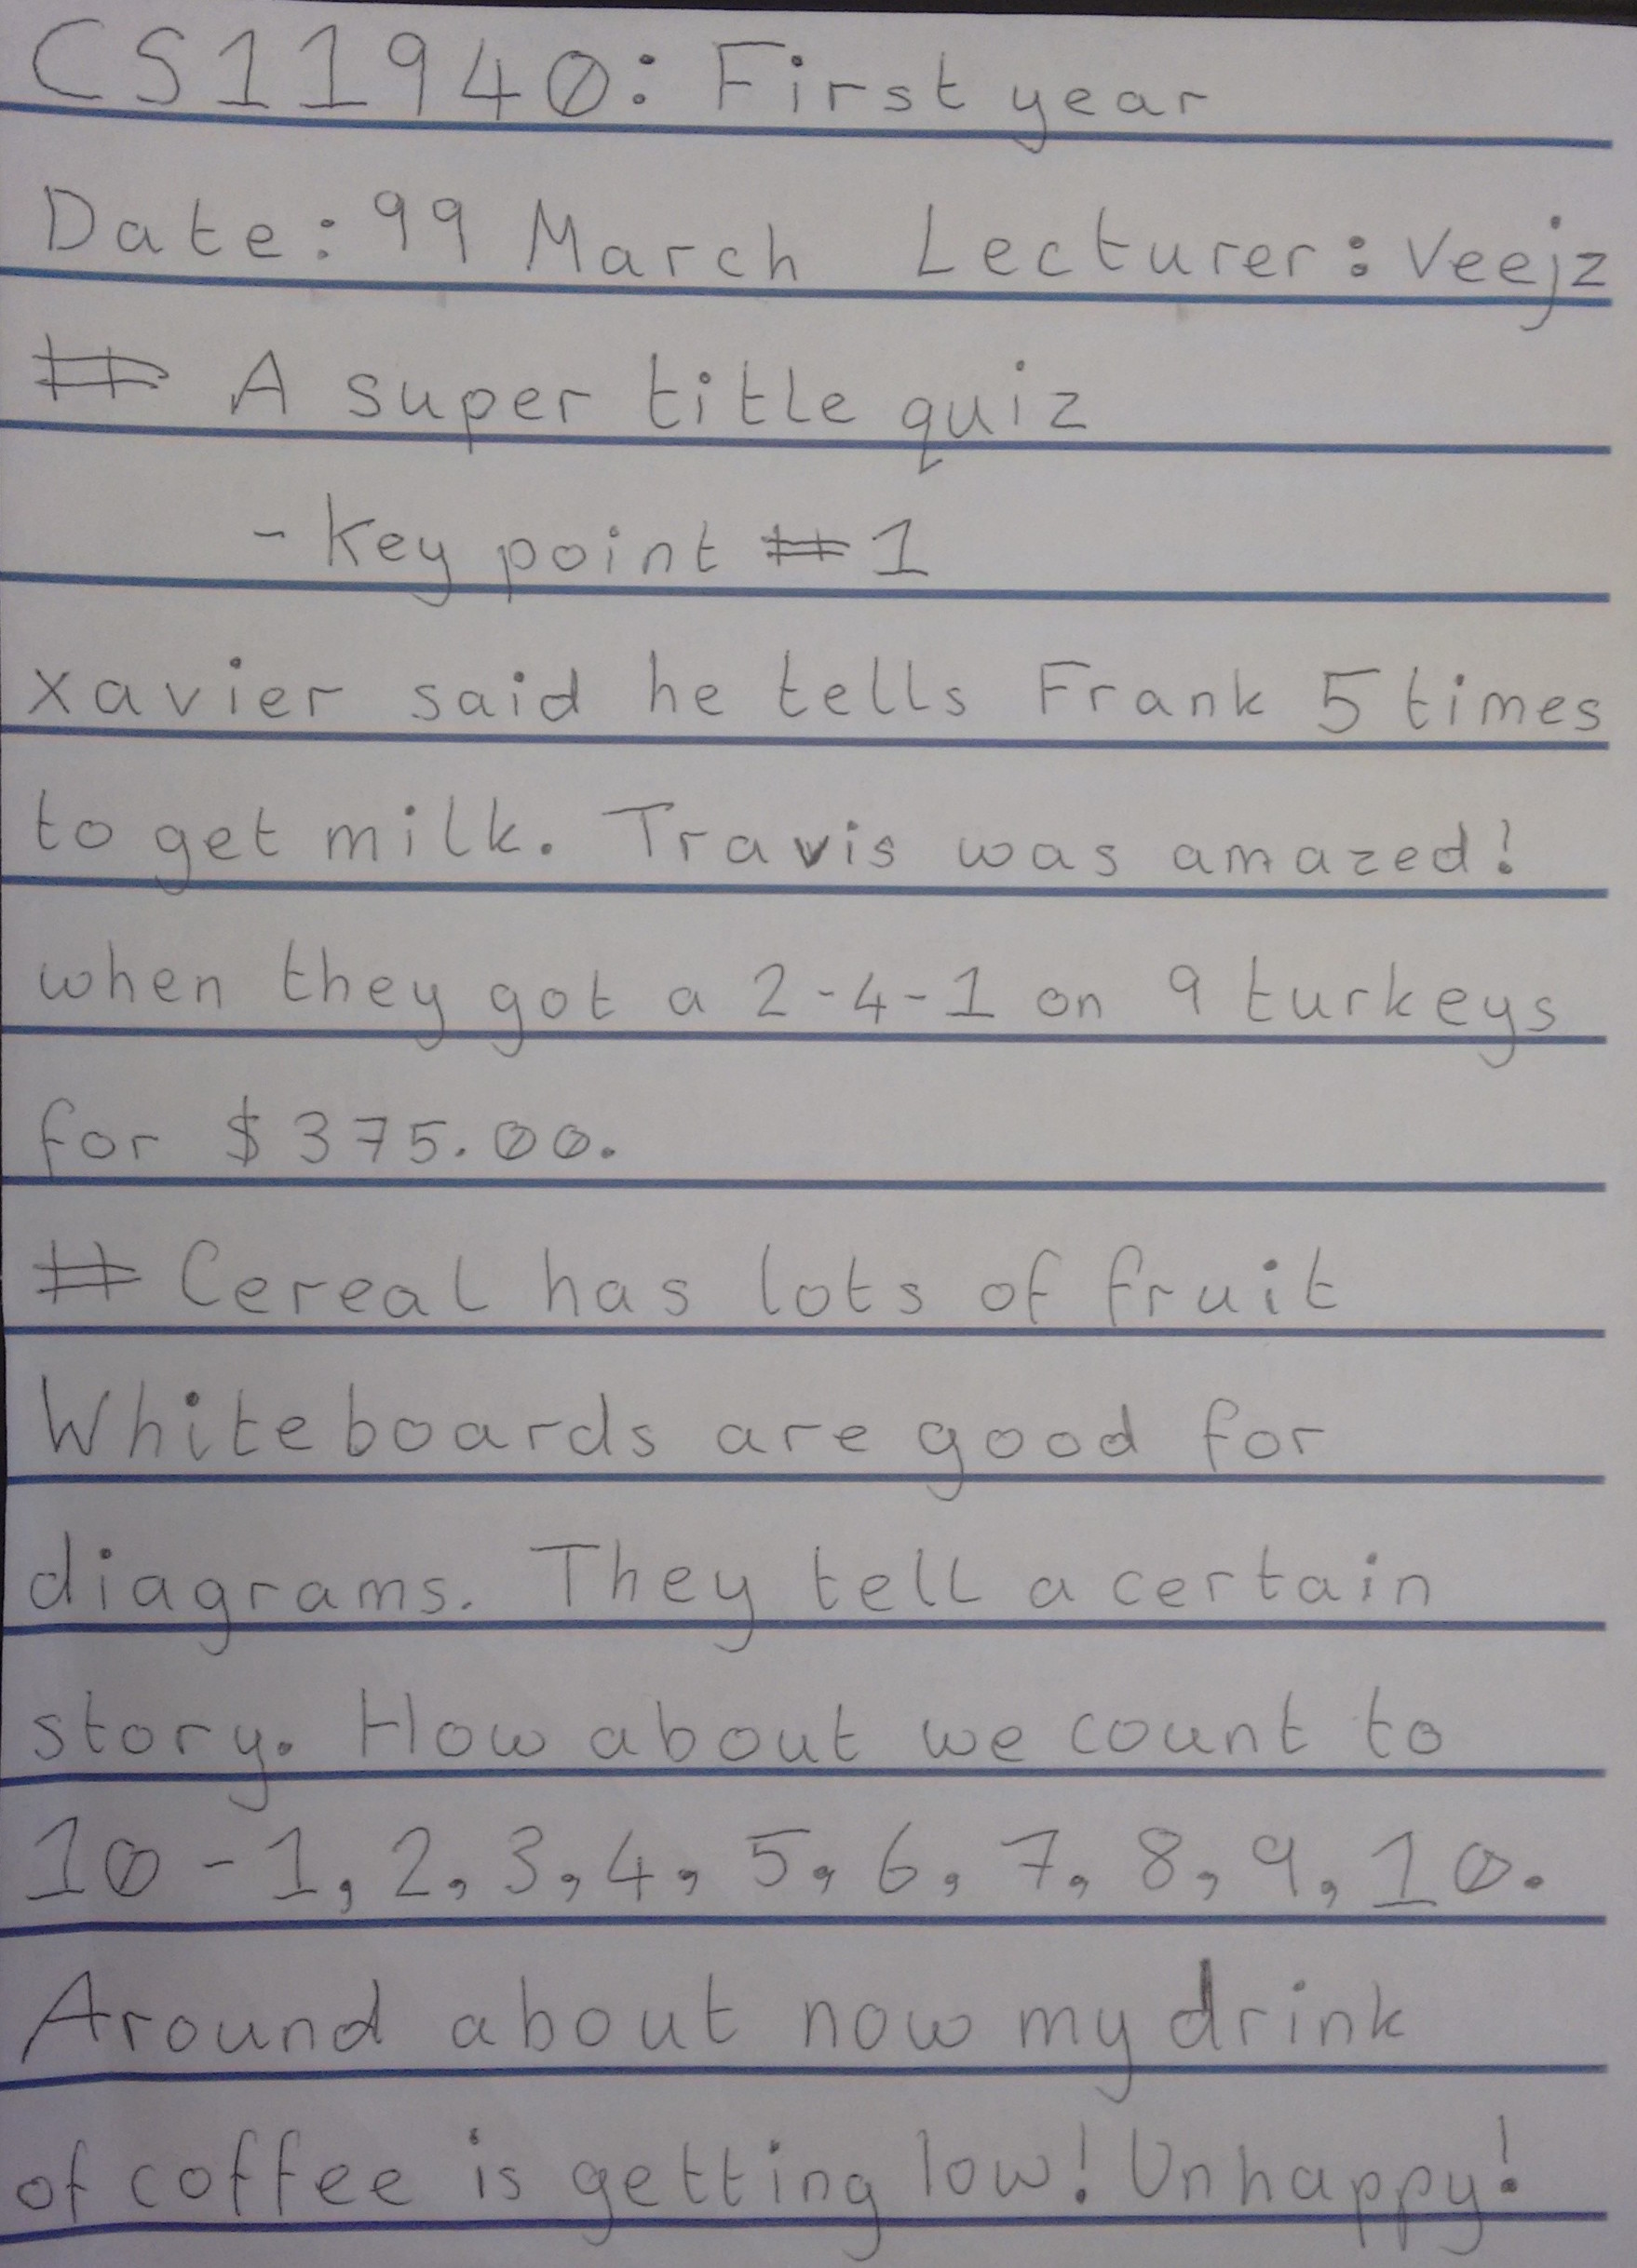 CS11940: First year
Date: 99 March Lecturer: Veejz
# A super title quiz
- Key point #1
xavier said he tells Frank 5 times
to get milk. Travis was amazed!
when they got a 2-4-1 on 9 turkeys
for $375.00.
# Cereal has lots of fruit
Whiteboards are good for
diagrams. They tell a certain
story. How about we count to
10 - 1, 2, 3, 4, 5, 6, 7, 8, 9, 10.
Around about now my drink
of coffee is getting low! Unhappy!